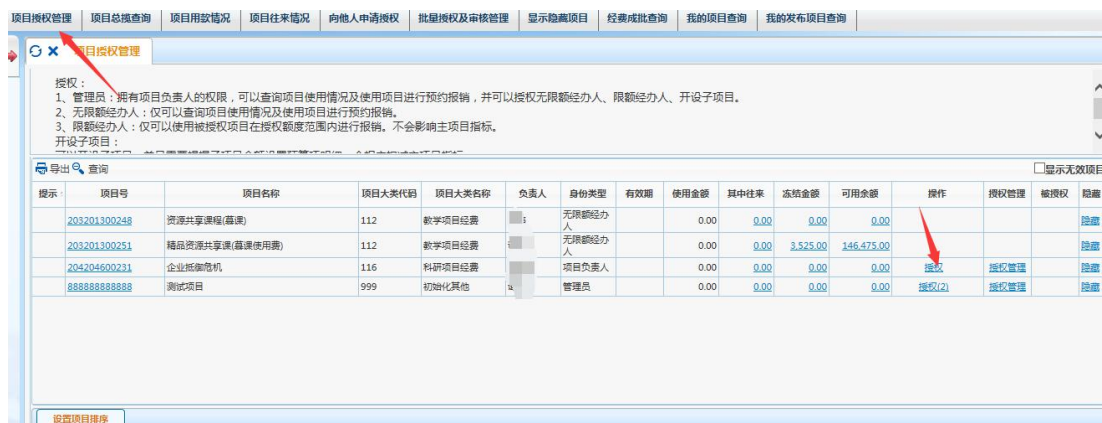 项目授权管理 项目总揽查询 项目用款情况 项目往来情况 向他人申请授权 批量授权及审核管理 显示隐藏项目 经费成批查询 我的项目查询 我的发布项目查询
项目授权管理
授权：
1、管理员：拥有项目负责人的权限，可以查询项目使用情况及使用项目进行预约报销，并可以授权无限额经办人、限额经办人、开设子项目。
2、无限额经办人：仅可以查询项目使用情况及使用项目进行预约报销。
3、限额经办人：仅可以使用被授权项目在授权额度范围内进行报销。不会影响主项目指标。
开设子项目：
导出 查询 显示无效项目
提示 项目号 项目名称 项目大类代码 项目大类名称 负责人 身份类型 有效期 使用金额 其中往来 冻结金额 可用余额 操作 授权管理 被授权 隐藏
203201300248 资源共享课程(慕课) 112 教学项目经费 无限额经办人 0.00 0.00 0.00 0.00 隐藏
203201300251 精品资源共享课(慕课使用费) 112 教学项目经费 无限额经办人 0.00 0.00 3,525.00 146,475.00 隐藏
204204600231 企业抵御危机 116 科研项目经费 项目负责人 0.00 0.00 0.00 0.00 授权 授权管理 隐藏
888888888888 测试项目 999 初始化其他 管理员 0.00 0.00 0.00 0.00 授权(2) 授权管理 隐藏
设置项目排序